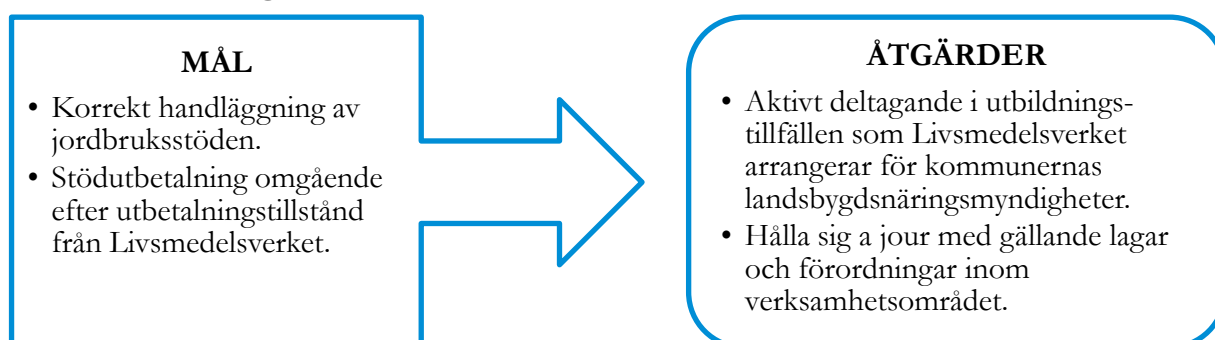 MÅL
• Korrekt handläggning av
jordbruksstöden.
• Stödutbetalning omgående
efter utbetalningstillstånd
från Livsmedelsverket.
ÅTGÄRDER
• Aktivt deltagande i utbildnings-
tillfällen som Livsmedelsverket
arrangerar för kommunernas
landsbygdsnäringsmyndigheter.
• Hålla sig a jour med gällande lagar
och förordningar inom
verksamhetsområdet.